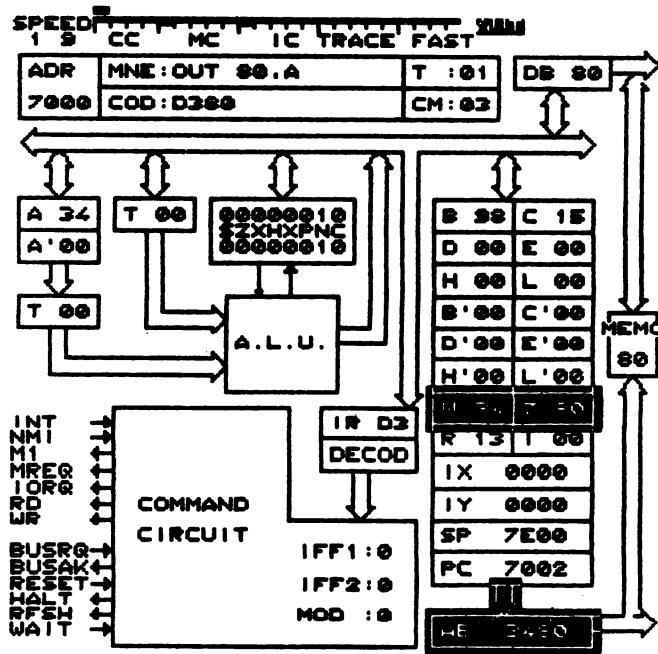 SPEED
1 9 CC MC IC TRACE FAST
ADR MNE:OUT 80.A T :01 DB 80
7000 COD:D380 CM:03
A 34
A'00
T 00
00000010
SZXHXPNC
00000010
T 00
A.L.U.
B 98 C 15
D 00 E 00
H 00 L 00
B'00 C'00
D'00 E'00
H'00 L'00
R 13 I 00
IX 0000
IY 0000
SP 7E00
PC 7002
MEMO
80
IR D3
DECOD
INT
NMI
M1
MREQ
IORQ
RD
WR
BUSRQ
BUSAK
RESET
HALT
RFSH
WAIT
COMMAND
CIRCUIT
IFF1:0
IFF2:0
MOD :0